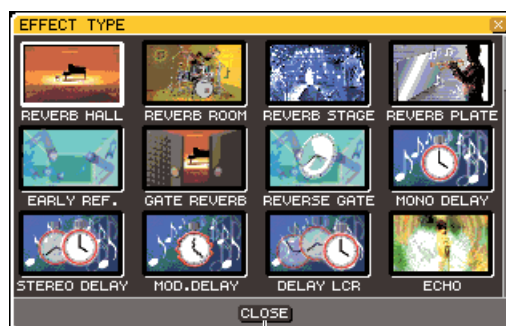 EFFECT TYPE
REVERB HALL REVERB ROOM REVERB STAGE REVERB PLATE
EARLY REF. GATE REVERB REVERSE GATE MONO DELAY
STEREO DELAY MOD.DELAY DELAY LCR ECHO
CLOSE